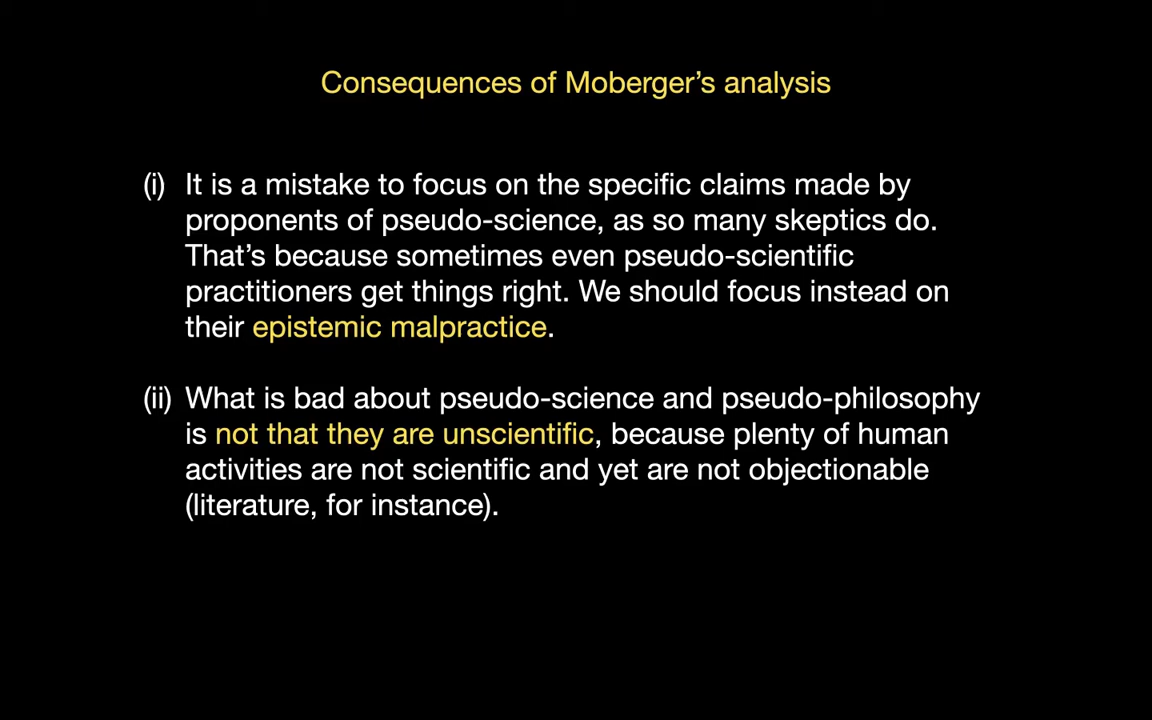 Consequences of Moberger’s analysis
(i) It is a mistake to focus on the specific claims made by
proponents of pseudo-science, as so many skeptics do.
That’s because sometimes even pseudo-scientific
practitioners get things right. We should focus instead on
their epistemic malpractice.
(ii) What is bad about pseudo-science and pseudo-philosophy
is not that they are unscientific, because plenty of human
activities are not scientific and yet are not objectionable
(literature, for instance).